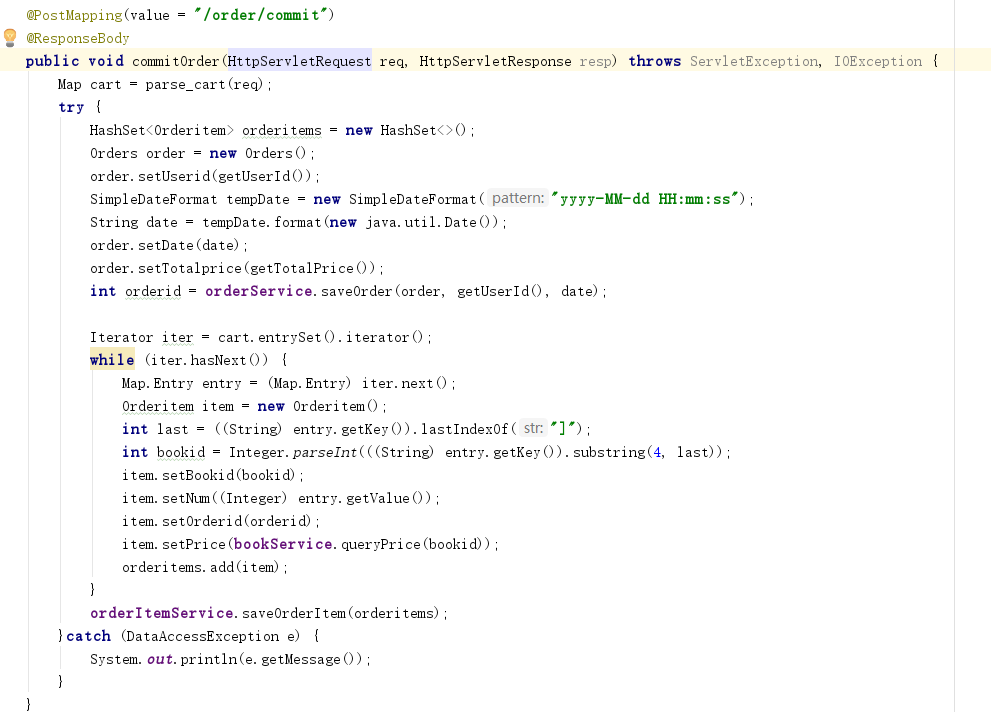 @PostMapping(value = "/order/commit")
@ResponseBody
public void commitOrder(HttpServletRequest req, HttpServletResponse resp) throws ServletException, IOException {
Map cart = parse_cart(req);
try {
HashSet<Orderitem> orderitems = new HashSet<>();
Orders order = new Orders();
order.setUserid(getUserId());
SimpleDateFormat tempDate = new SimpleDateFormat( pattern: "yyyy-MM-dd HH:mm:ss");
String date = tempDate.format(new java.util.Date());
order.setDate(date);
order.setTotalprice(getTotalPrice());
int orderid = orderService.saveOrder(order, getUserId(), date);
Iterator iter = cart.entrySet().iterator();
while (iter.hasNext()) {
Map.Entry entry = (Map.Entry) iter.next();
Orderitem item = new Orderitem();
int last = ((String) entry.getKey()).lastIndexOf( str: "]");
int bookid = Integer.parseInt(((String) entry.getKey()).substring(4, last));
item.setBookid(bookid);
item.setNum((Integer) entry.getValue());
item.setOrderid(orderid);
item.setPrice(bookService.queryPrice(bookid));
orderitems.add(item);
}
orderItemService.saveOrderItem(orderitems);
}catch (DataAccessException e) {
System.out.println(e.getMessage());
}
}